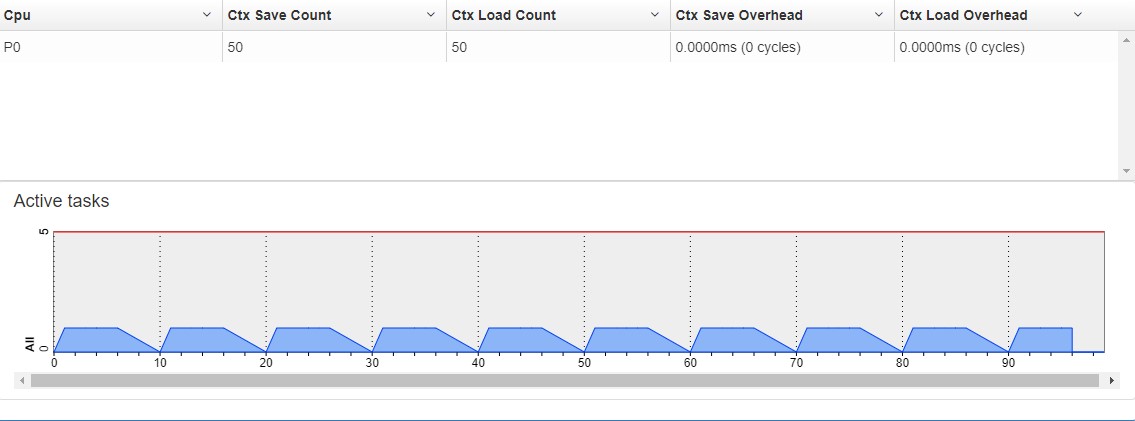 Cpu Ctx Save Count Ctx Load Count Ctx Save Overhead Ctx Load Overhead
P0 50 50 0.0000ms (0 cycles) 0.0000ms (0 cycles)
Active tasks
5
All 0
0 10 20 30 40 50 60 70 80 90